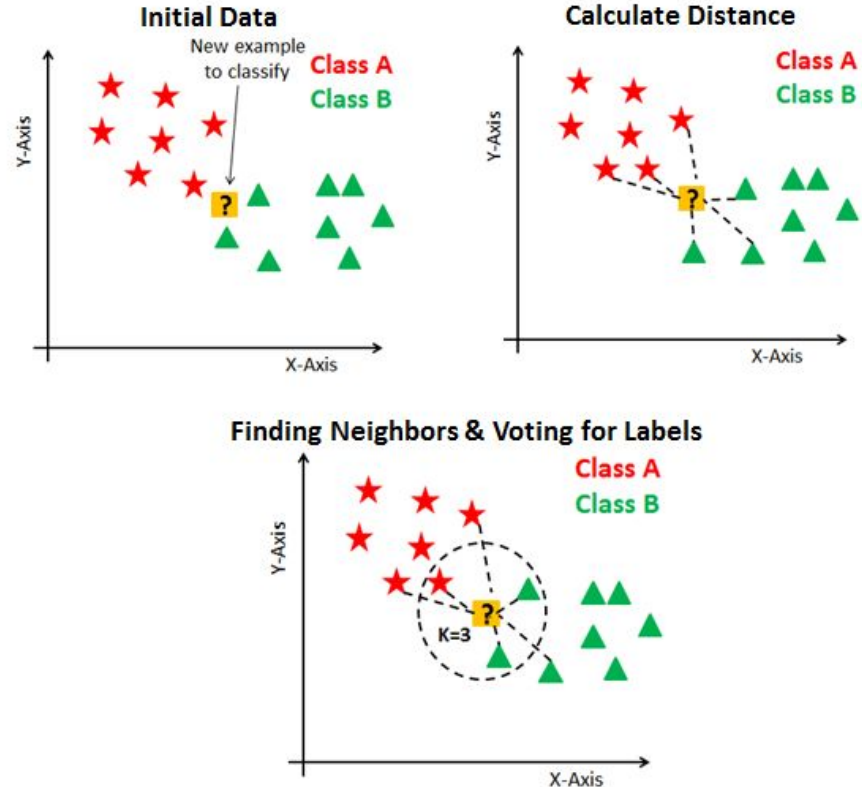 Initial Data
New example
to classify
Class A
Class B
Y-Axis
?
X-Axis
Calculate Distance
Class A
Class B
Y-Axis
?
X-Axis
Finding Neighbors & Voting for Labels
Class A
Class B
Y-Axis
?
K=3
X-Axis